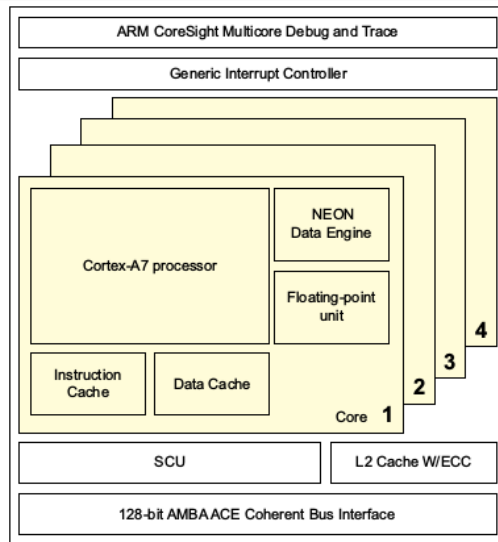 ARM CoreSight Multicore Debug and Trace
Generic Interrupt Controller
Cortex-A7 processor
NEON
Data Engine
Floating-point
unit
Instruction
Cache
Data Cache
Core 1
2
3
4
SCU
L2 Cache W/ECC
128-bit AMBA ACE Coherent Bus Interface